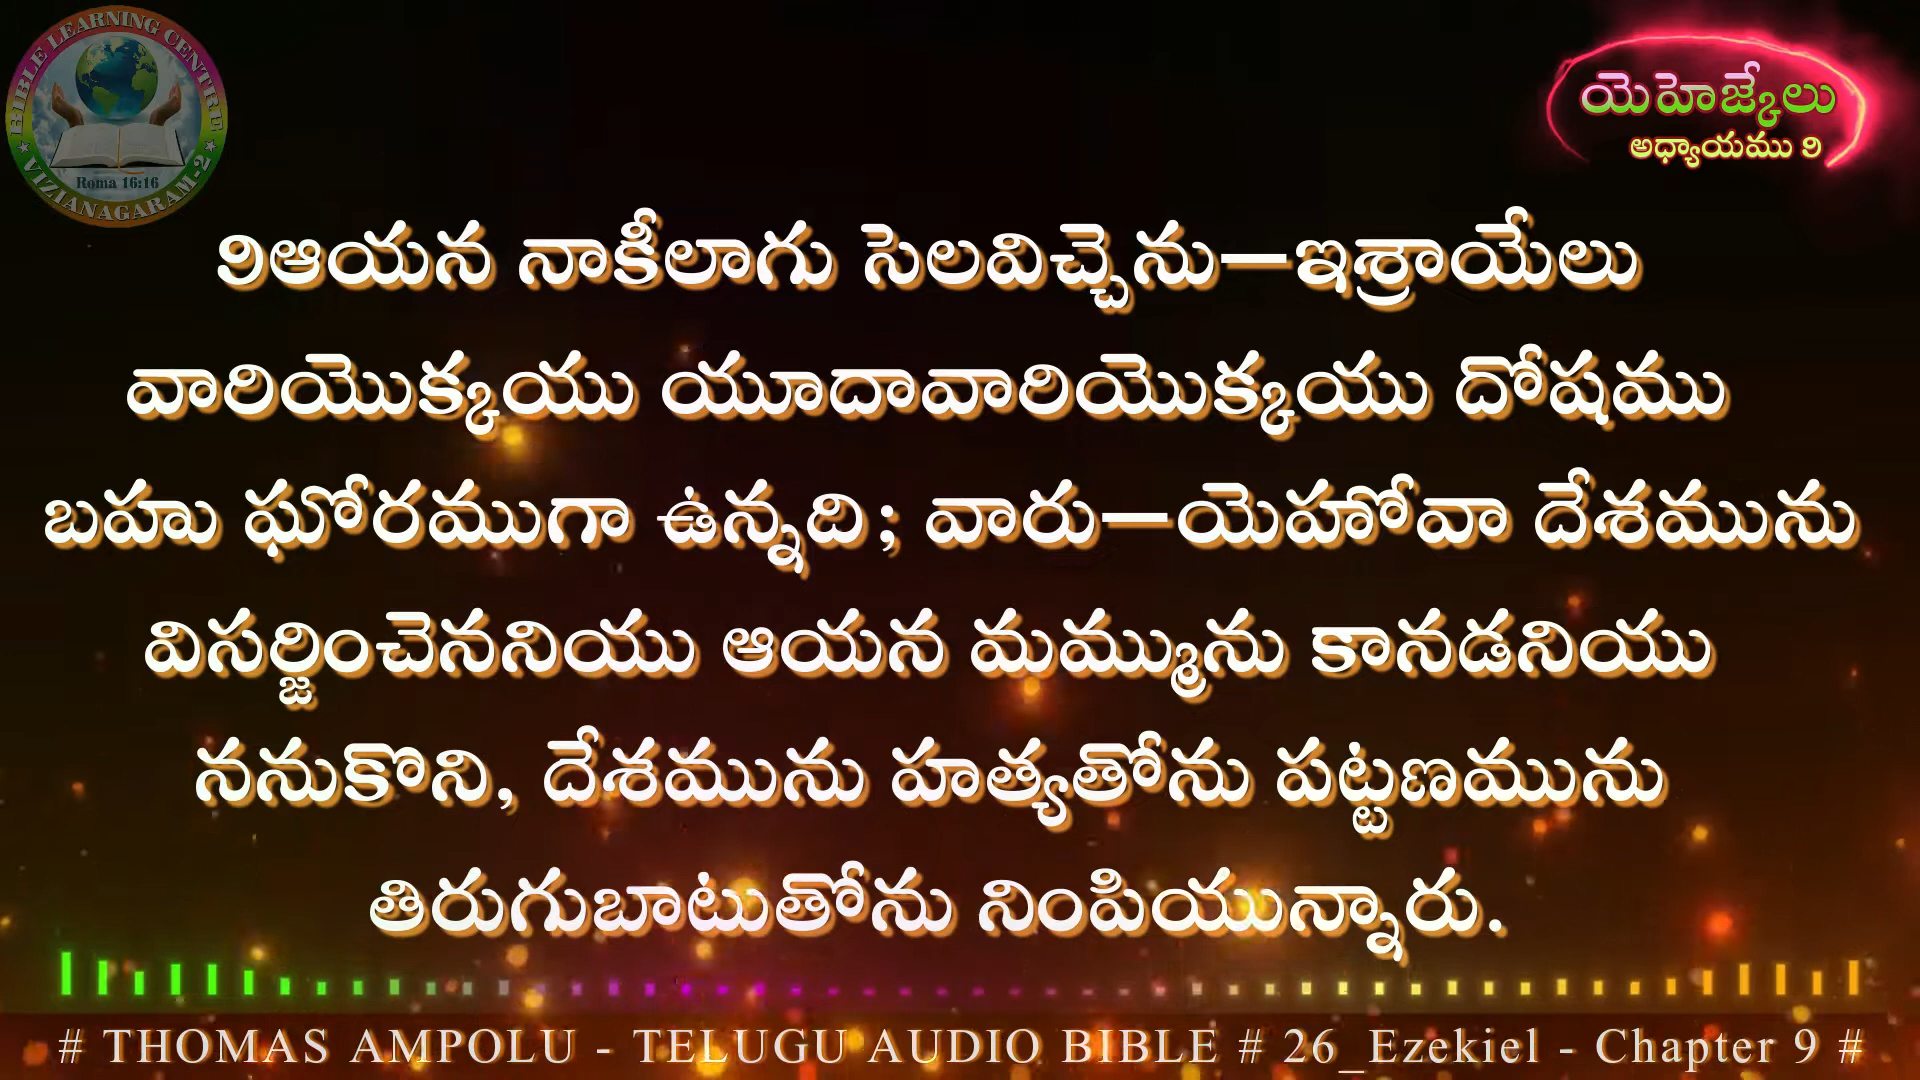 BIBLE LEARNING CENTRE
Roma 16:16
★ VIZIANAGARAM-2 ★
యెహెజ్కేలు
అధ్యాయము ౯
౯ఆయన నాకీలాగు సెలవిచ్చెను—ఇశ్రాయేలు
వారియొక్కయు యూదావారియొక్కయు దోషము
బహు ఘోరముగా ఉన్నది; వారు—యెహోవా దేశమును
విసర్జించెననియు ఆయన మమ్మును కానడనియు
ననుకొని, దేశమును హత్యతోను పట్టణమును
తిరుగుబాటుతోను నింపియున్నారు.
# THOMAS AMPOLU - TELUGU AUDIO BIBLE # 26_Ezekiel - Chapter 9 #